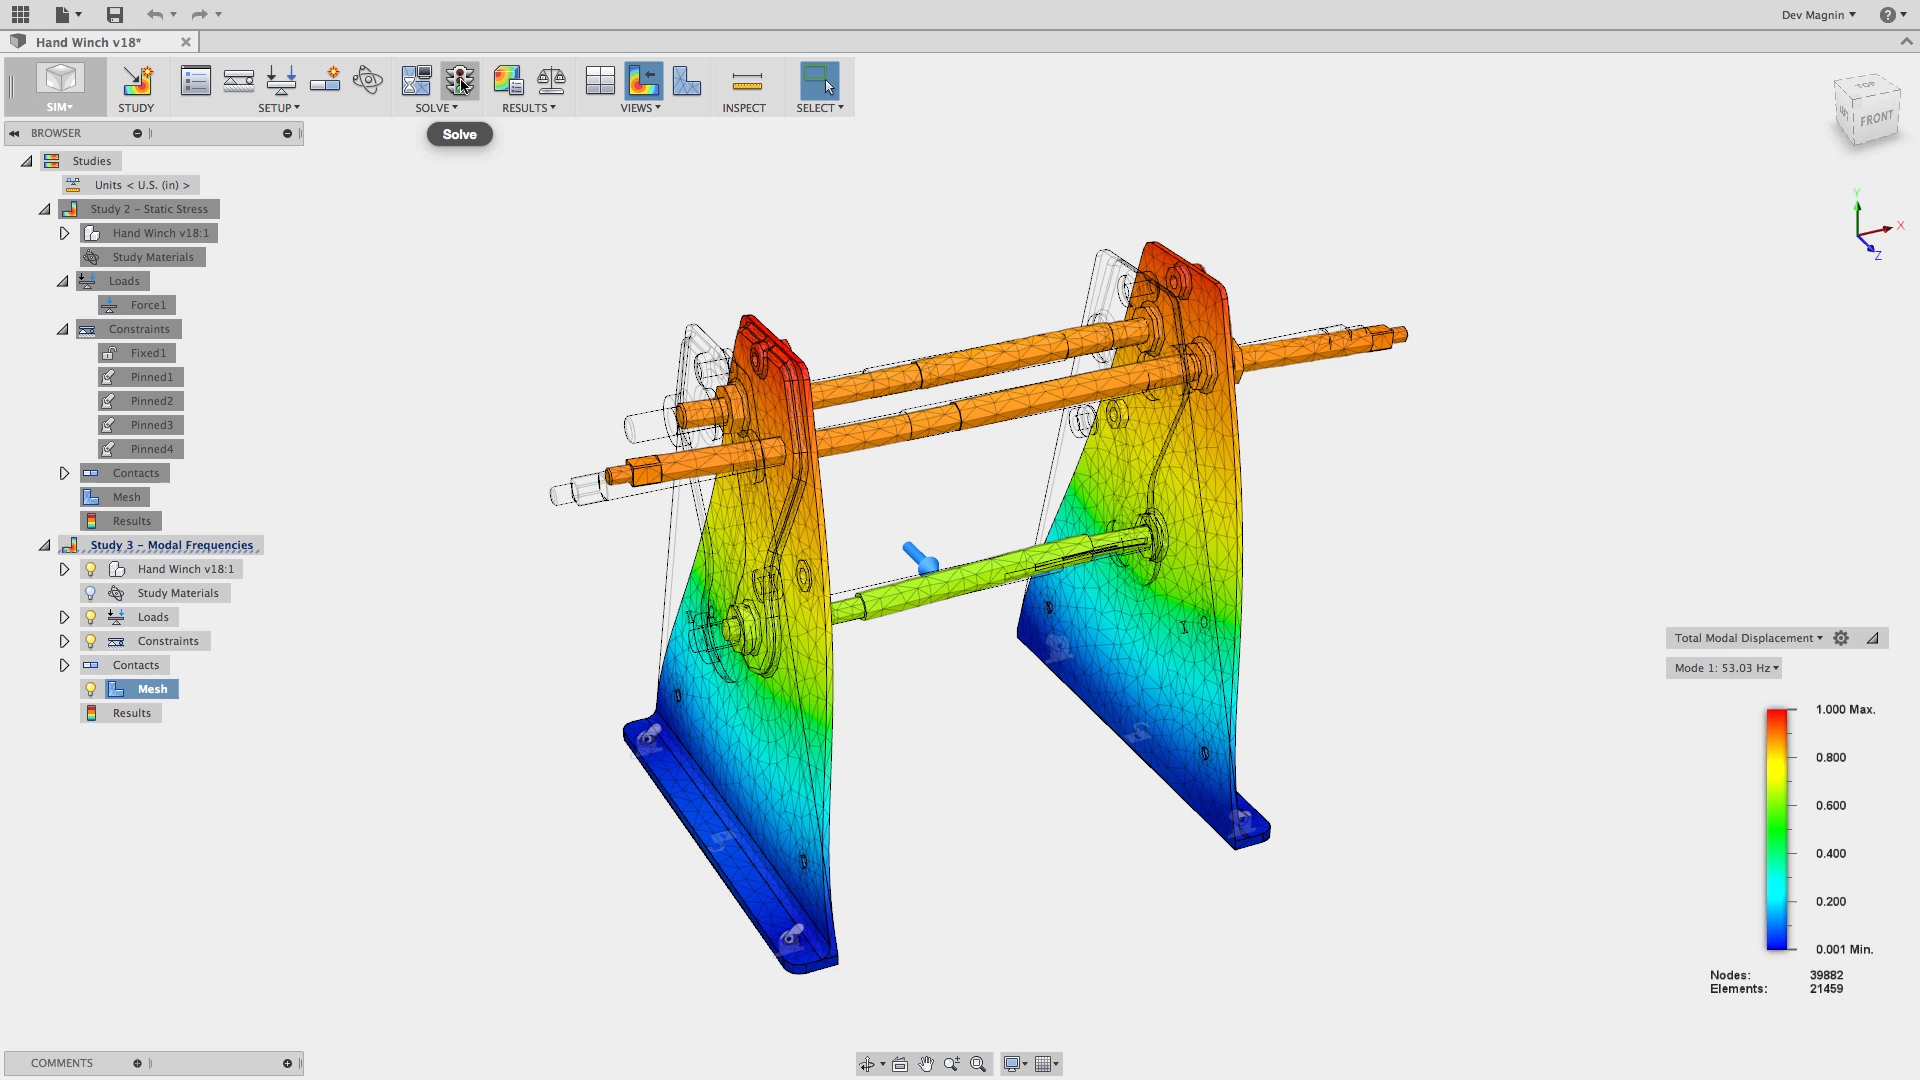 Dev Magnin
Hand Winch v18*
SIM
STUDY
SETUP
SOLVE
RESULTS
VIEWS
INSPECT
SELECT
Solve
BROWSER
TOP
FRONT
Y
X
Z
Studies
Units < U.S. (in) >
Study 2 - Static Stress
Hand Winch v18:1
Study Materials
Loads
Force1
Constraints
Fixed1
Pinned1
Pinned2
Pinned3
Pinned4
Contacts
Mesh
Results
Study 3 - Modal Frequencies
Hand Winch v18:1
Study Materials
Loads
Constraints
Contacts
Mesh
Results
Total Modal Displacement
Mode 1: 53.03 Hz
1.000 Max.
0.800
0.600
0.400
0.200
0.001 Min.
Nodes: 39882
Elements: 21459
COMMENTS